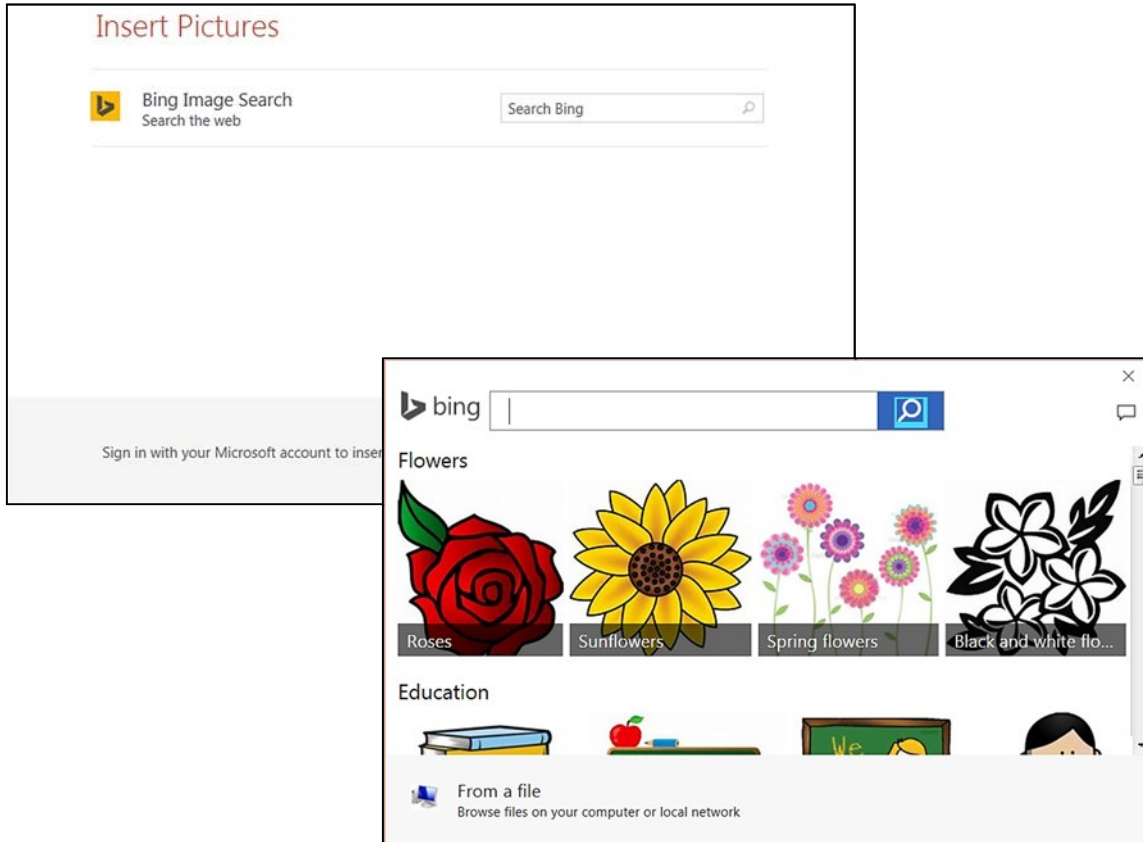 Insert Pictures
Bing Image Search
Search the web
Search Bing
Sign in with your Microsoft account to
bing
Flowers
Roses
Sunflowers
Spring flowers
Black and white flo...
Education
We
From a file
Browse files on your computer or local network